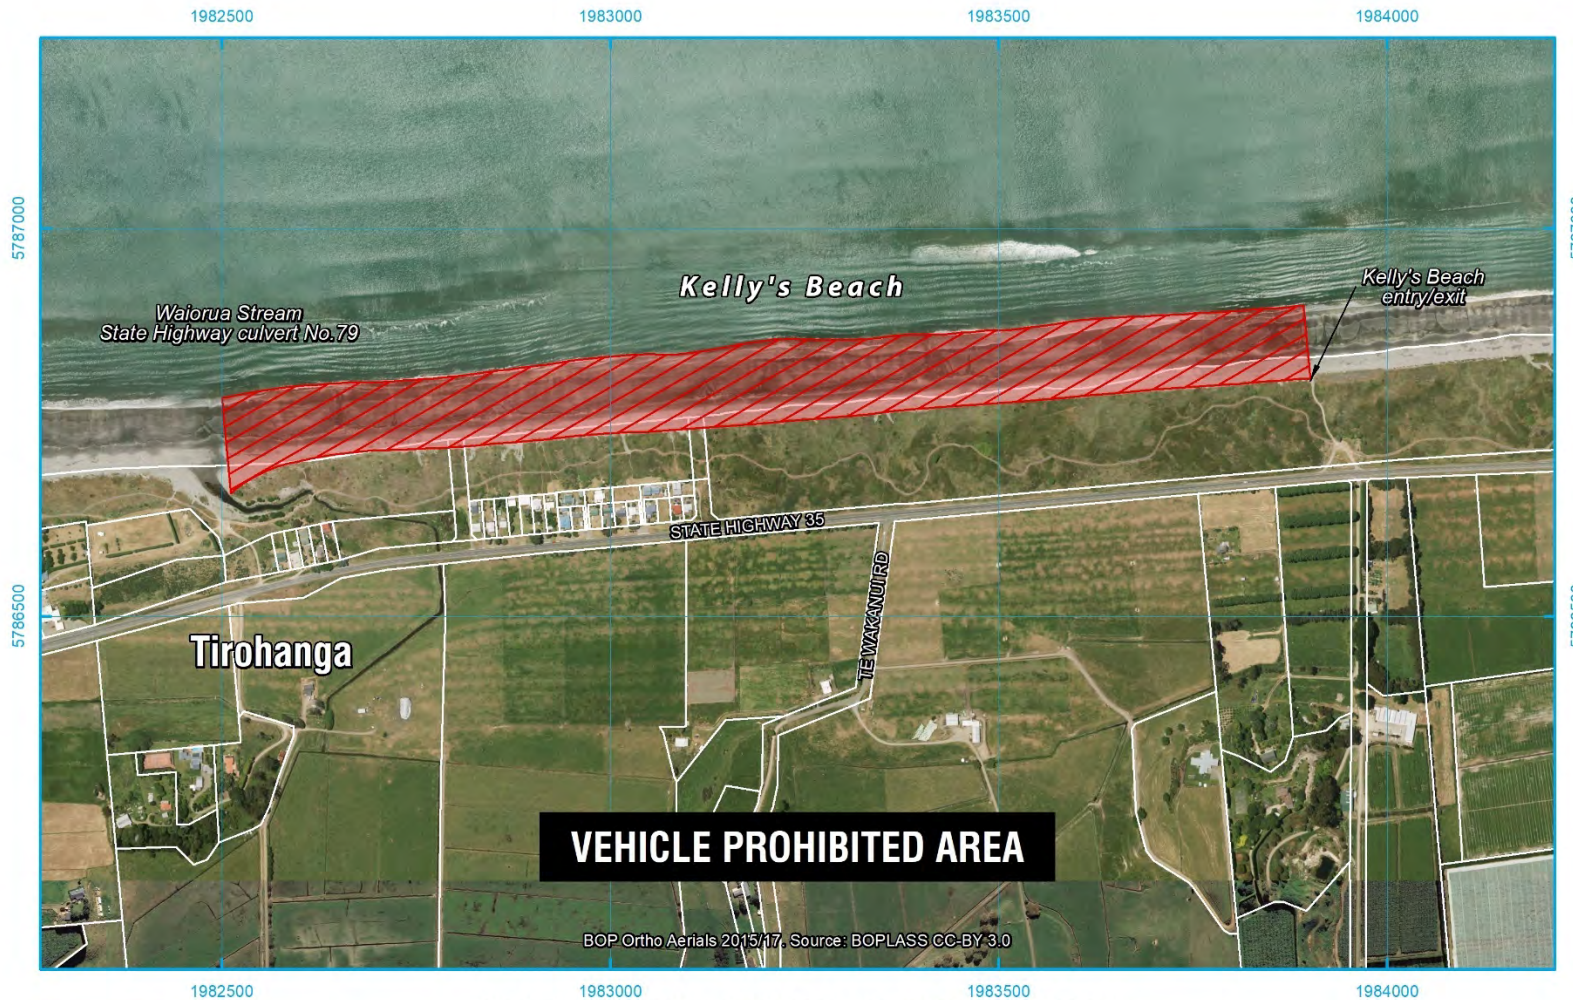 1982500
1983000
1983500
1984000
5787000
Kelly's Beach
Kelly's Beach
entry/exit
Waiorua Stream
State Highway culvert No.79
STATE HIGHWAY 35
TE WAKANUI RD
5786500
Tirohanga
VEHICLE PROHIBITED AREA
BOP Ortho Aerials 2015/17, Source: BOPLASS CC-BY 3.0
1982500
1983000
1983500
1984000